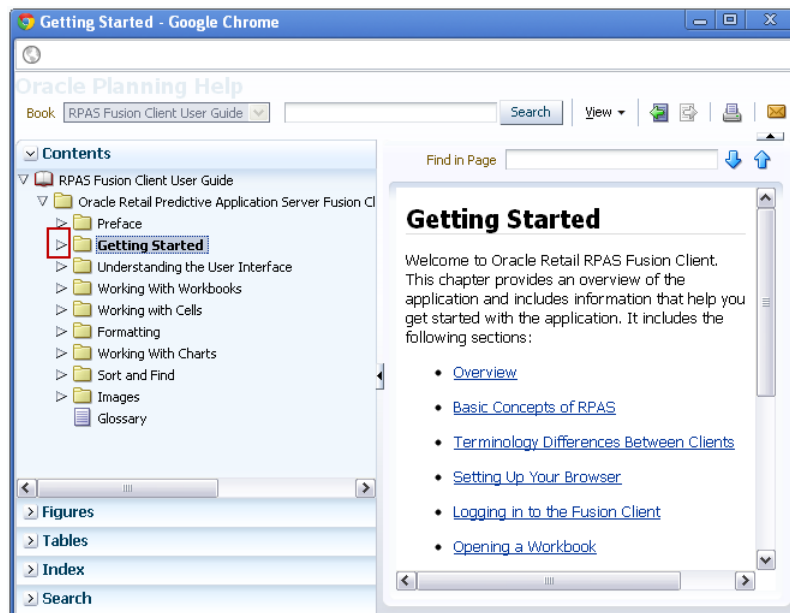 Getting Started - Google Chrome
Oracle Planning Help
Book RPAS Fusion Client User Guide Search View
Contents
RPAS Fusion Client User Guide
Oracle Retail Predictive Application Server Fusion Cl
Preface
Getting Started
Understanding the User Interface
Working With Workbooks
Working with Cells
Formatting
Working With Charts
Sort and Find
Images
Glossary
Figures
Tables
Index
Search
Find in Page
Getting Started
Welcome to Oracle Retail RPAS Fusion Client.
This chapter provides an overview of the
application and includes information that help you
get started with the application. It includes the
following sections:
• Overview
• Basic Concepts of RPAS
• Terminology Differences Between Clients
• Setting Up Your Browser
• Logging in to the Fusion Client
• Opening a Workbook